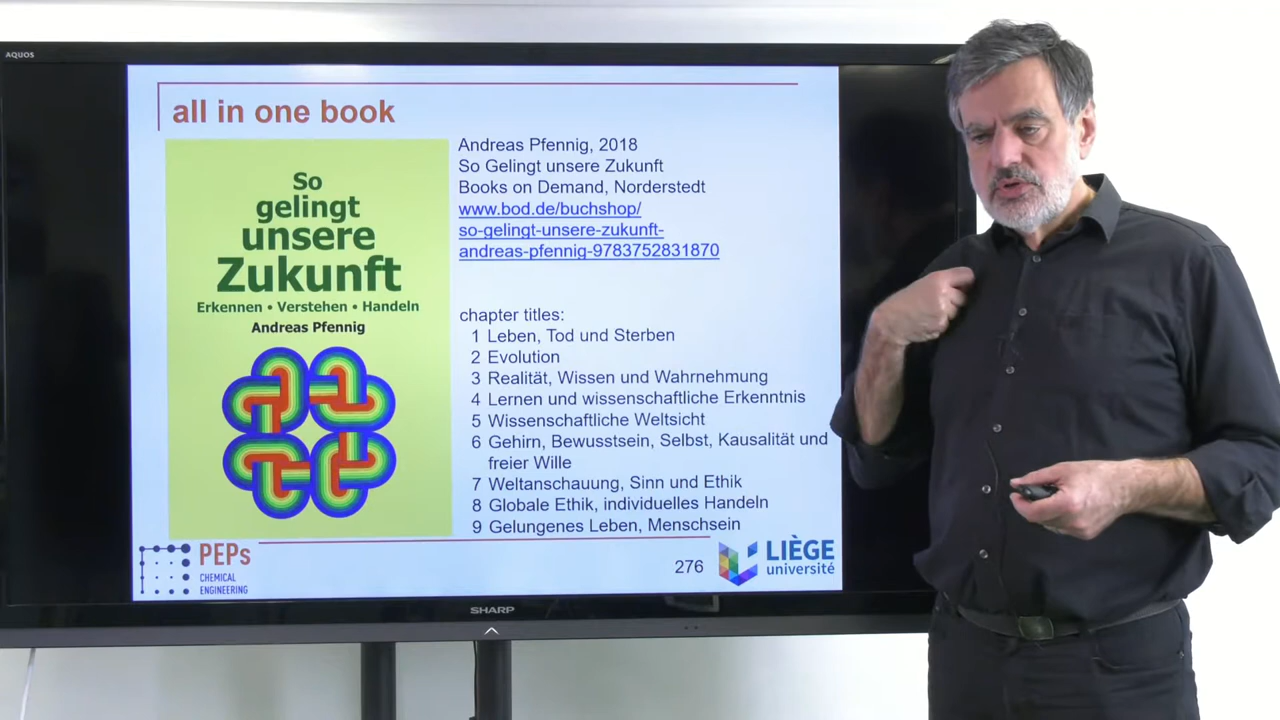 AQUOS
all in one book
So
gelingt
unsere
Zukunft
Erkennen • Verstehen • Handeln
Andreas Pfennig
Andreas Pfennig, 2018
So Gelingt unsere Zukunft
Books on Demand, Norderstedt
www.bod.de/buchshop/
so-gelingt-unsere-zukunft-
andreas-pfennig-9783752831870
chapter titles:
1 Leben, Tod und Sterben
2 Evolution
3 Realität, Wissen und Wahrnehmung
4 Lernen und wissenschaftliche Erkenntnis
5 Wissenschaftliche Weltsicht
6 Gehirn, Bewusstsein, Selbst, Kausalität und
freier Wille
7 Weltanschauung, Sinn und Ethik
8 Globale Ethik, individuelles Handeln
9 Gelungenes Leben, Menschsein
PEPs
CHEMICAL
ENGINEERING
276
LIÈGE
université
SHARP